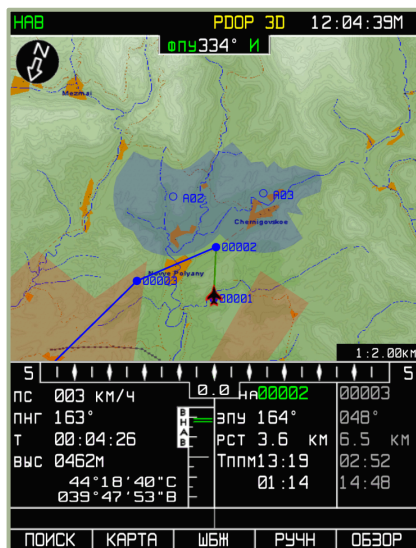 НАВ PDOP 3D 12:04:39М
ФПУ334° И
N
Mezmai
A02 A03
Chernigovskoe
00002
Novye Polyany
00003
00001
1:2.00КМ
5 5
ПС 003 КМ/Ч 0.0 НА00002 00003
ПНГ 163° ЗПУ 164° 048°
Т 00:04:26 РСТ 3.6 КМ 6.5 КМ
ВЫС 0462М Тппм13:19 02:52
44°18'40"С 01:14 14:48
039°47'53"В
В
Н
А
В
ПОИСК КАРТА ШБЖ РУЧН ОБЗОР